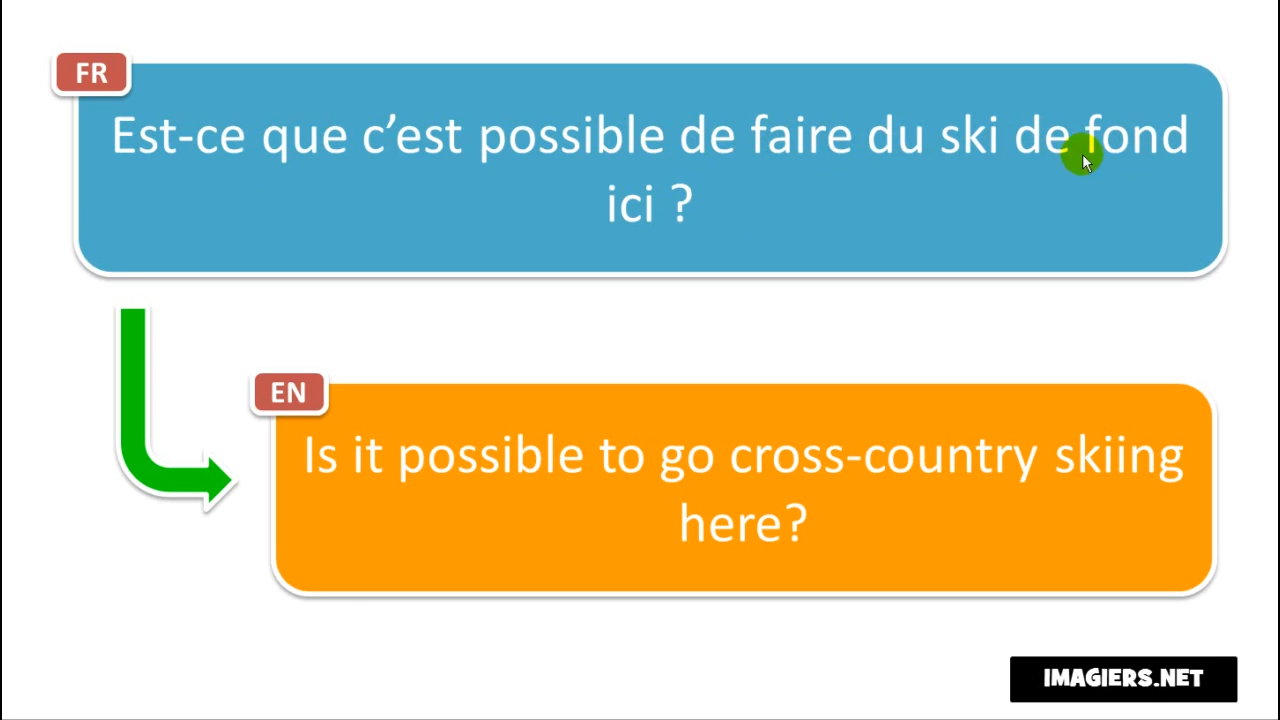 FR
Est-ce que c’est possible de faire du ski de fond
ici ?
EN
Is it possible to go cross-country skiing
here?
IMAGIERS.NET